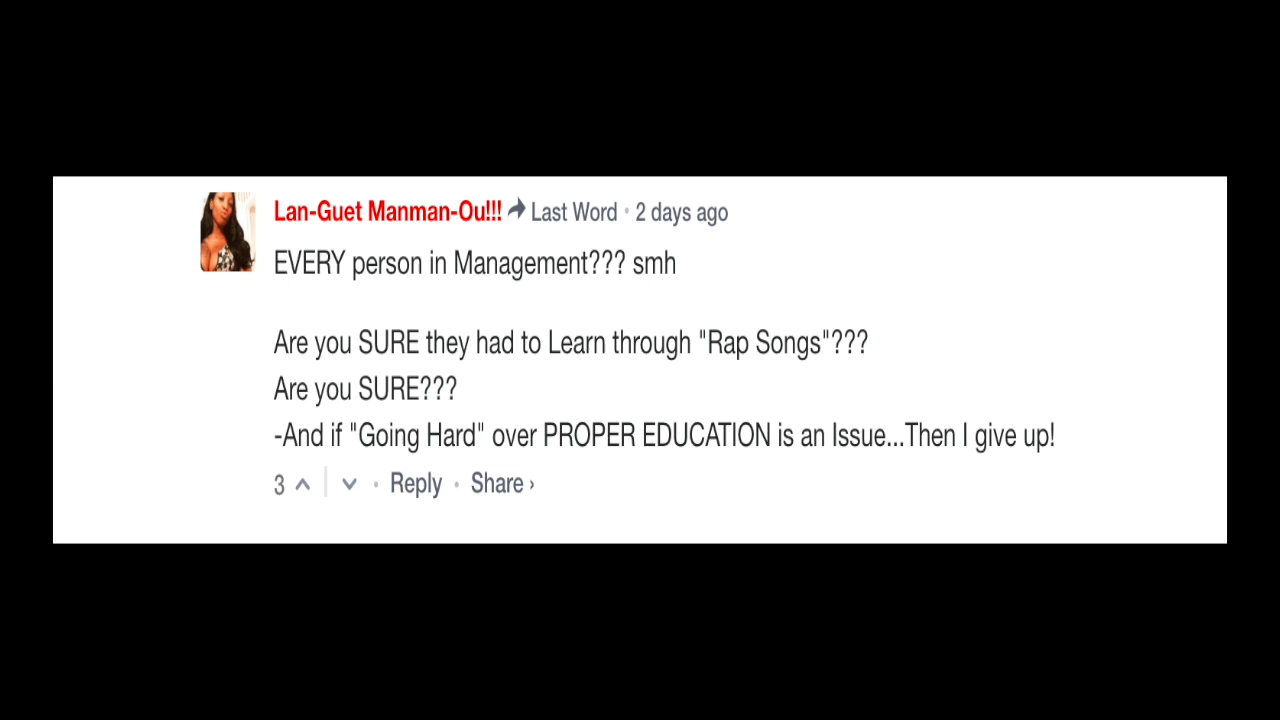 Lan-Guet Manman-Ou!!! Last Word • 2 days ago
EVERY person in Management??? smh
Are you SURE they had to Learn through "Rap Songs"???
Are you SURE???
-And if "Going Hard" over PROPER EDUCATION is an Issue...Then I give up!
3 • Reply • Share ›